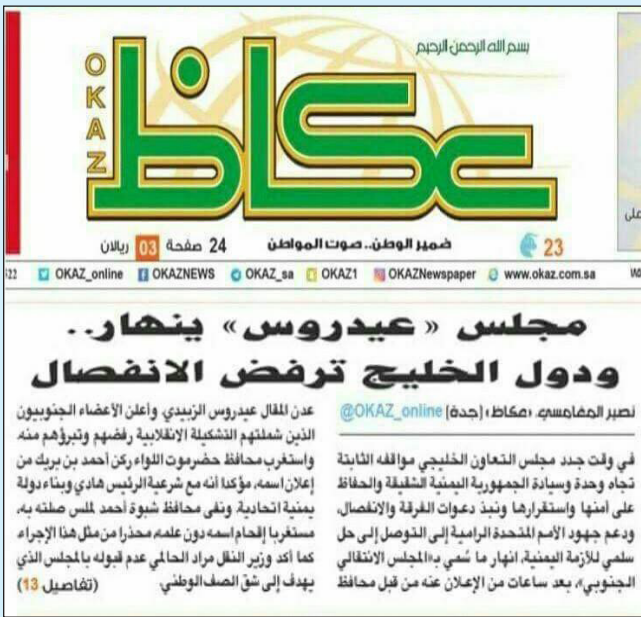 بسم الله الرحمن الرحيم
OKAZ
عكاظ
على
ضمير الوطن.. صوت المواطن
24 صفحة
03 ريالان
23
OKAZ_online
OKAZNEWS
OKAZ_sa
OKAZ1
OKAZNewspaper
www.okaz.com.sa
مجلس «عيدروس» ينهار..
ودول الخليج ترفض الانفصال
نصير المغامسي، «عكاظ» (جدة) @OKAZ_online
في وقت جدد مجلس التعاون الخليجي مواقفه الثابتة
تجاه وحدة وسيادة الجمهورية اليمنية الشقيقة والحفاظ
على أمنها واستقرارها ونبذ دعوات الفرقة والانفصال،
ودعم جهود الأمم المتحدة الرامية إلى التوصل إلى حل
سلمي للأزمة اليمنية، انهار ما سُمي بـ«المجلس الانتقالي
الجنوبي»، بعد ساعات من الإعلان عنه من قبل محافظ
عدن المقال عيدروس الزبيدي وأعلن الأعضاء الجنوبيون
الذين شملتهم التشكيلة الانقلابية رفضهم وتبرؤهم منه.
واستغرب محافظ حضرموت اللواء ركن أحمد بن بريك من
إعلان اسمه، مؤكدا أنه مع شرعية الرئيس هادي وبناء دولة
يمنية اتحادية. ونفى محافظ شبوة أحمد لملس صلته به،
مستغربا إقحام اسمه دون علمه، محذرا من مثل هذا الإجراء.
كما أكد وزير النقل مراد الحالمي عدم قبوله بالمجلس الذي
يهدف إلى شق الصف الوطني.
(تفاصيل 13)